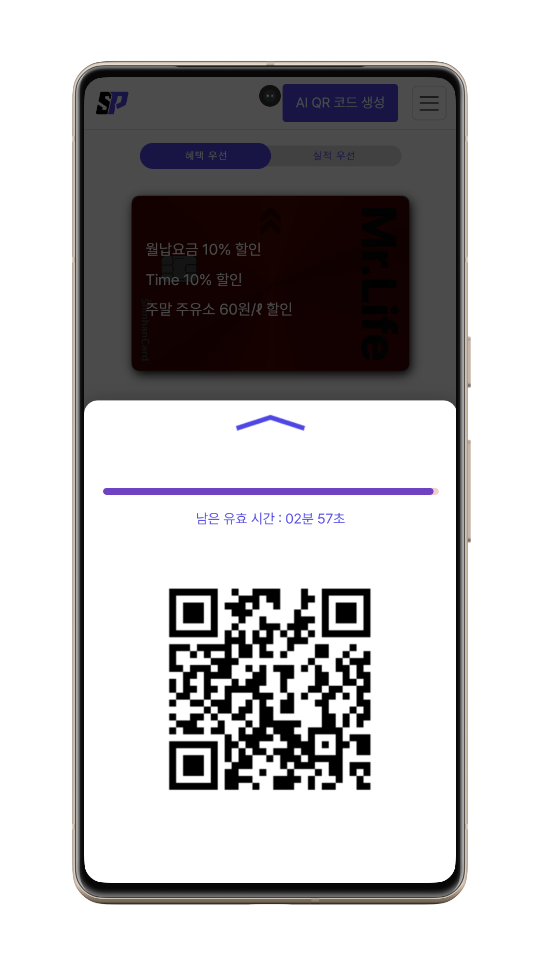 SP
AI QR 코드 생성
혜택 우선
실적 우선
월납요금 10% 할인
Time 10% 할인
주말 주유소 60원/ℓ 할인
Mr.Life
ShinhanCard
남은 유효 시간 : 02분 57초